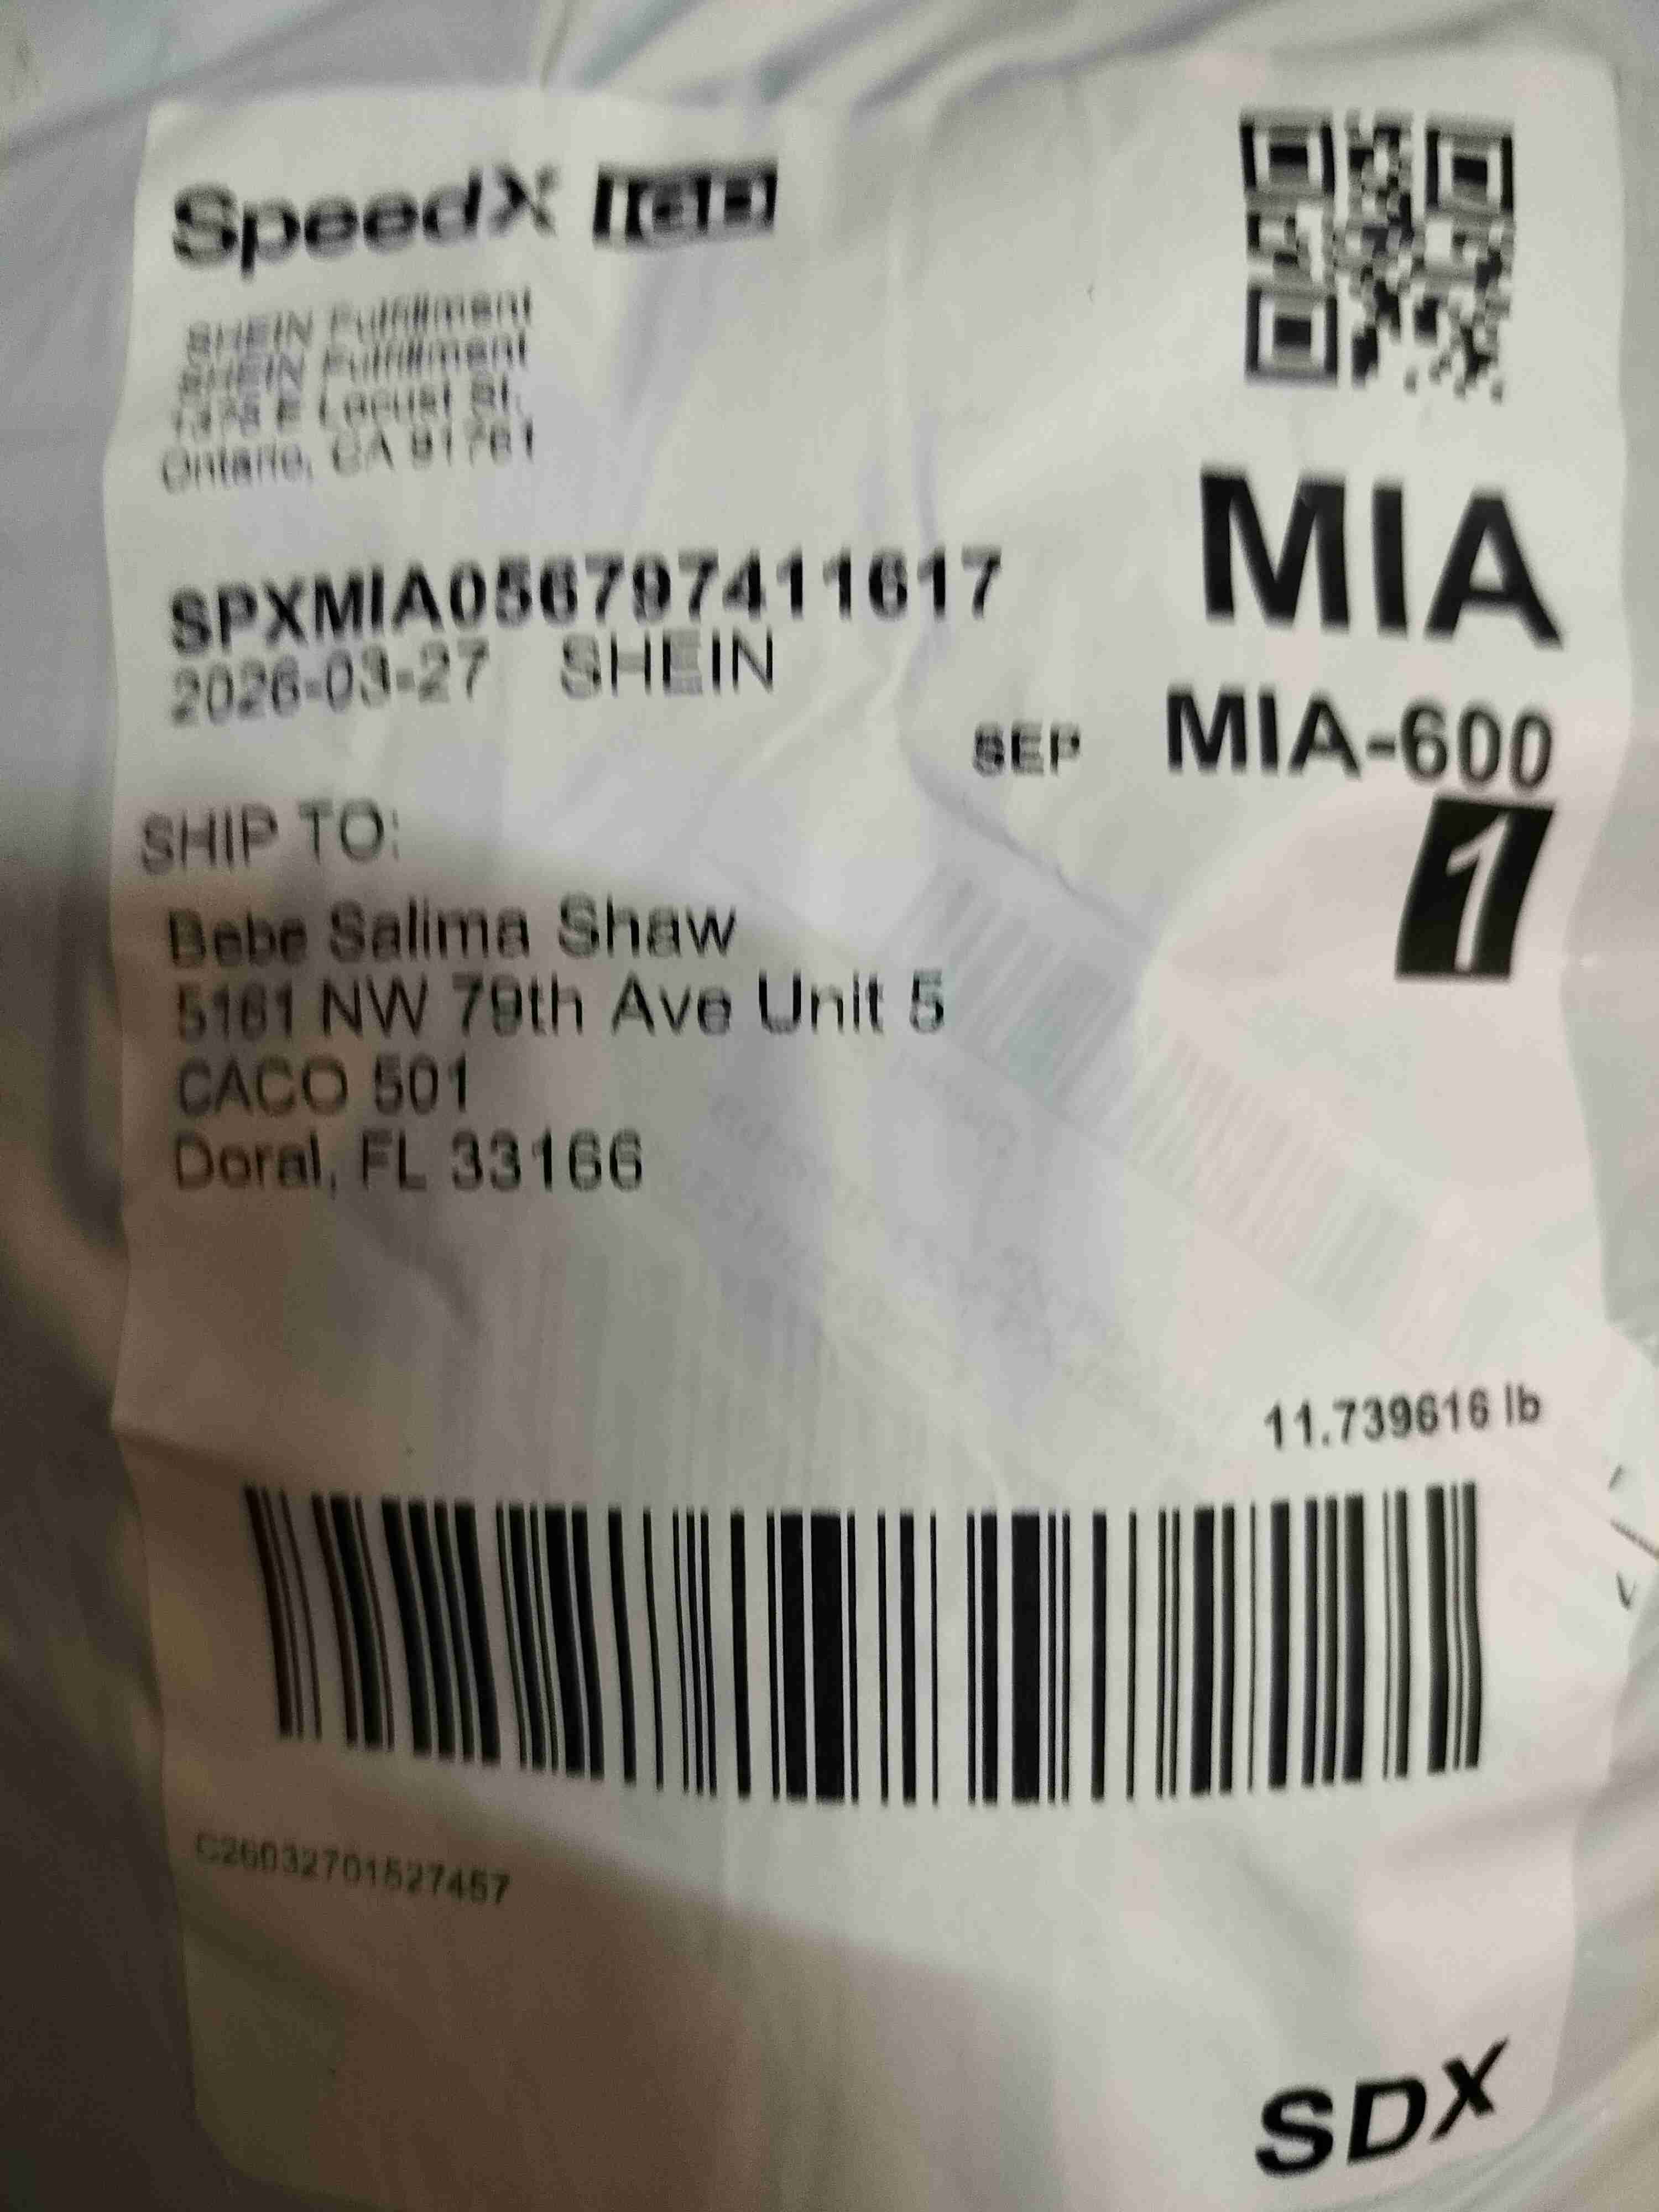 SpeedX
SHEIN Fulfillment
SHEIN Fulfillment
E Locust St.
Ontario, CA 91761
SPXMIA056797411617
2026-03-27 SHEIN
MIA
SEP MIA-600
1
SHIP TO:
Bebe Salima Shaw
5161 NW 79th Ave Unit 5
CACO 501
Doral, FL 33166
11.739616 lb
C26032701527457
SDX